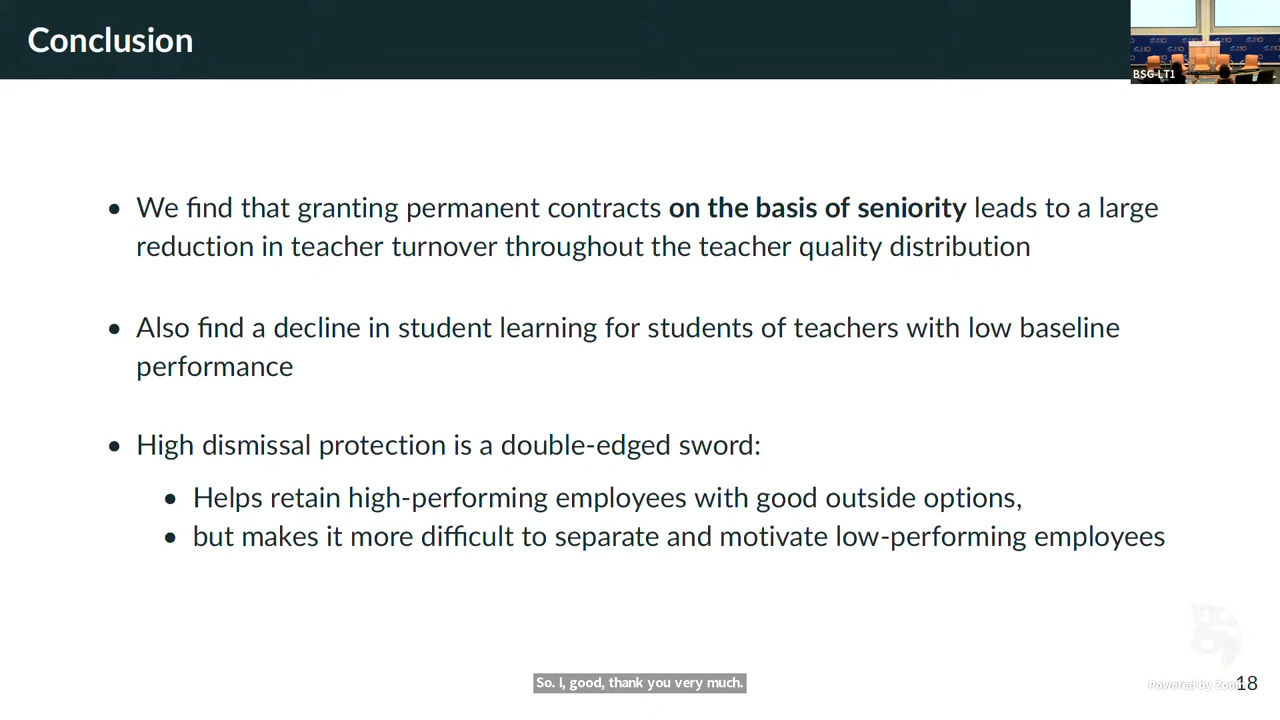 Conclusion
BSG-LT1
• We find that granting permanent contracts on the basis of seniority leads to a large
reduction in teacher turnover throughout the teacher quality distribution
• Also find a decline in student learning for students of teachers with low baseline
performance
• High dismissal protection is a double-edged sword:
• Helps retain high-performing employees with good outside options,
• but makes it more difficult to separate and motivate low-performing employees
So. I, good, thank you very much.
Powered by Zoom
18